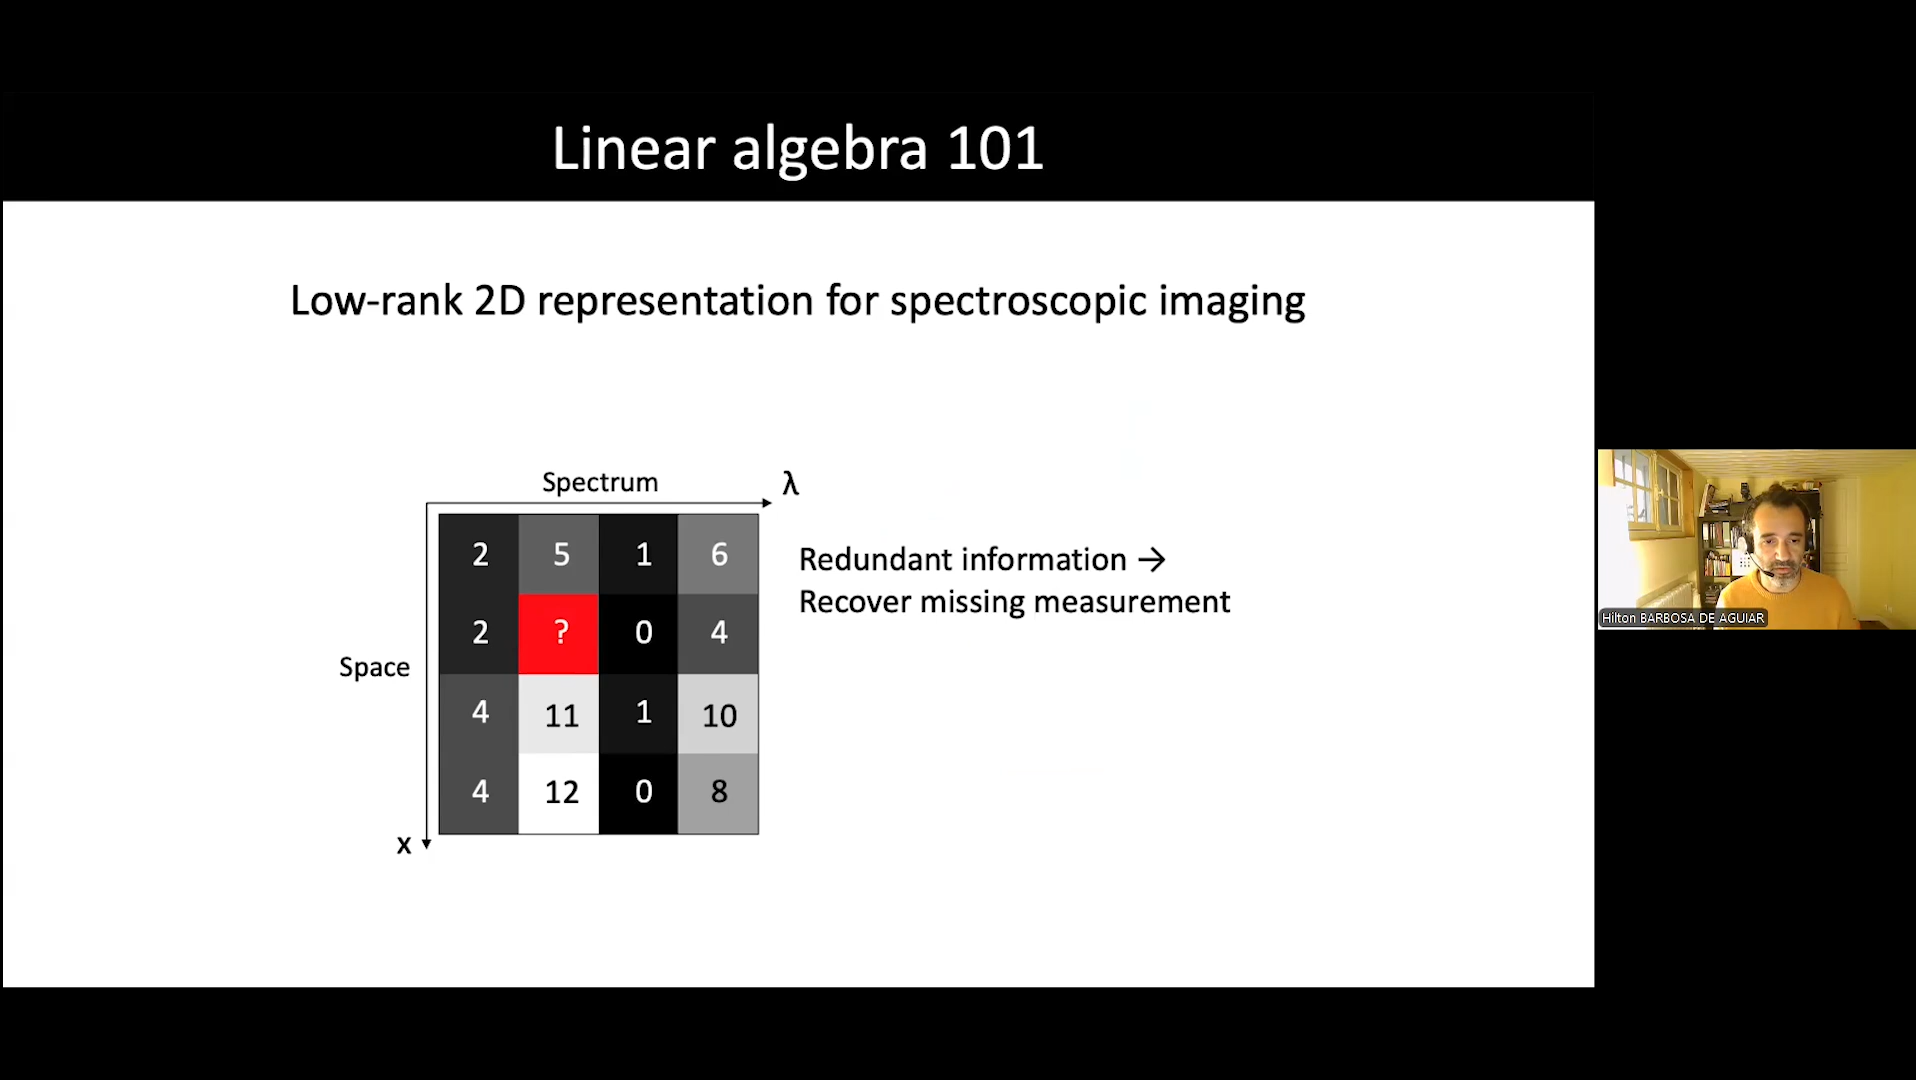 Linear algebra 101
Low-rank 2D representation for spectroscopic imaging
Spectrum λ
2 5 1 6
2 ? 0 4
Space
4 11 1 10
4 12 0 8
x
Redundant information →
Recover missing measurement
Hilton BARBOSA DE AGUIAR